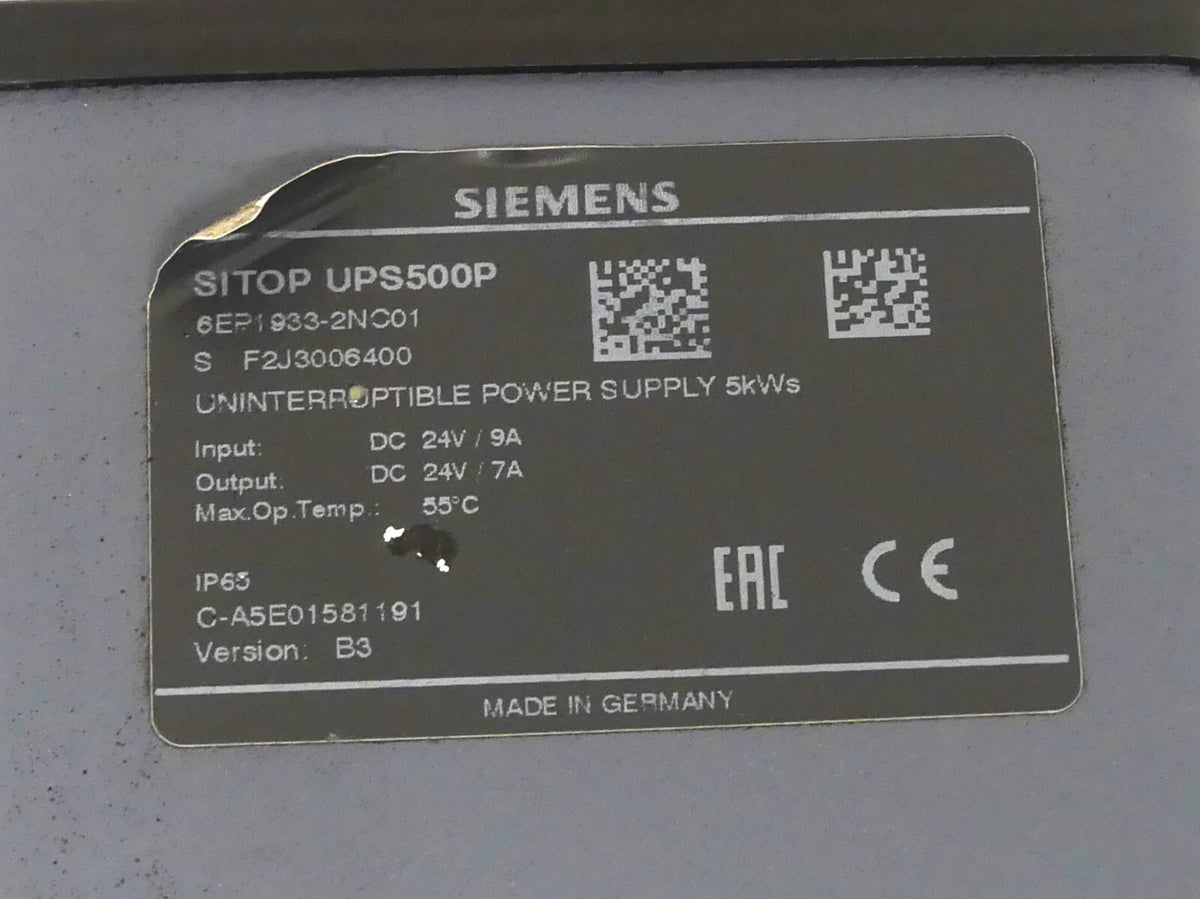 SIEMENS
SITOP UPS500P
6EP1933-2NC01
S F2J3006400
UNINTERRUPTIBLE POWER SUPPLY 5kWs
Input: DC 24V / 9A
Output: DC 24V / 7A
Max.Op.Temp.: 55°C
IP65
EAC CE
C-A5E01581191
Version: B3
MADE IN GERMANY